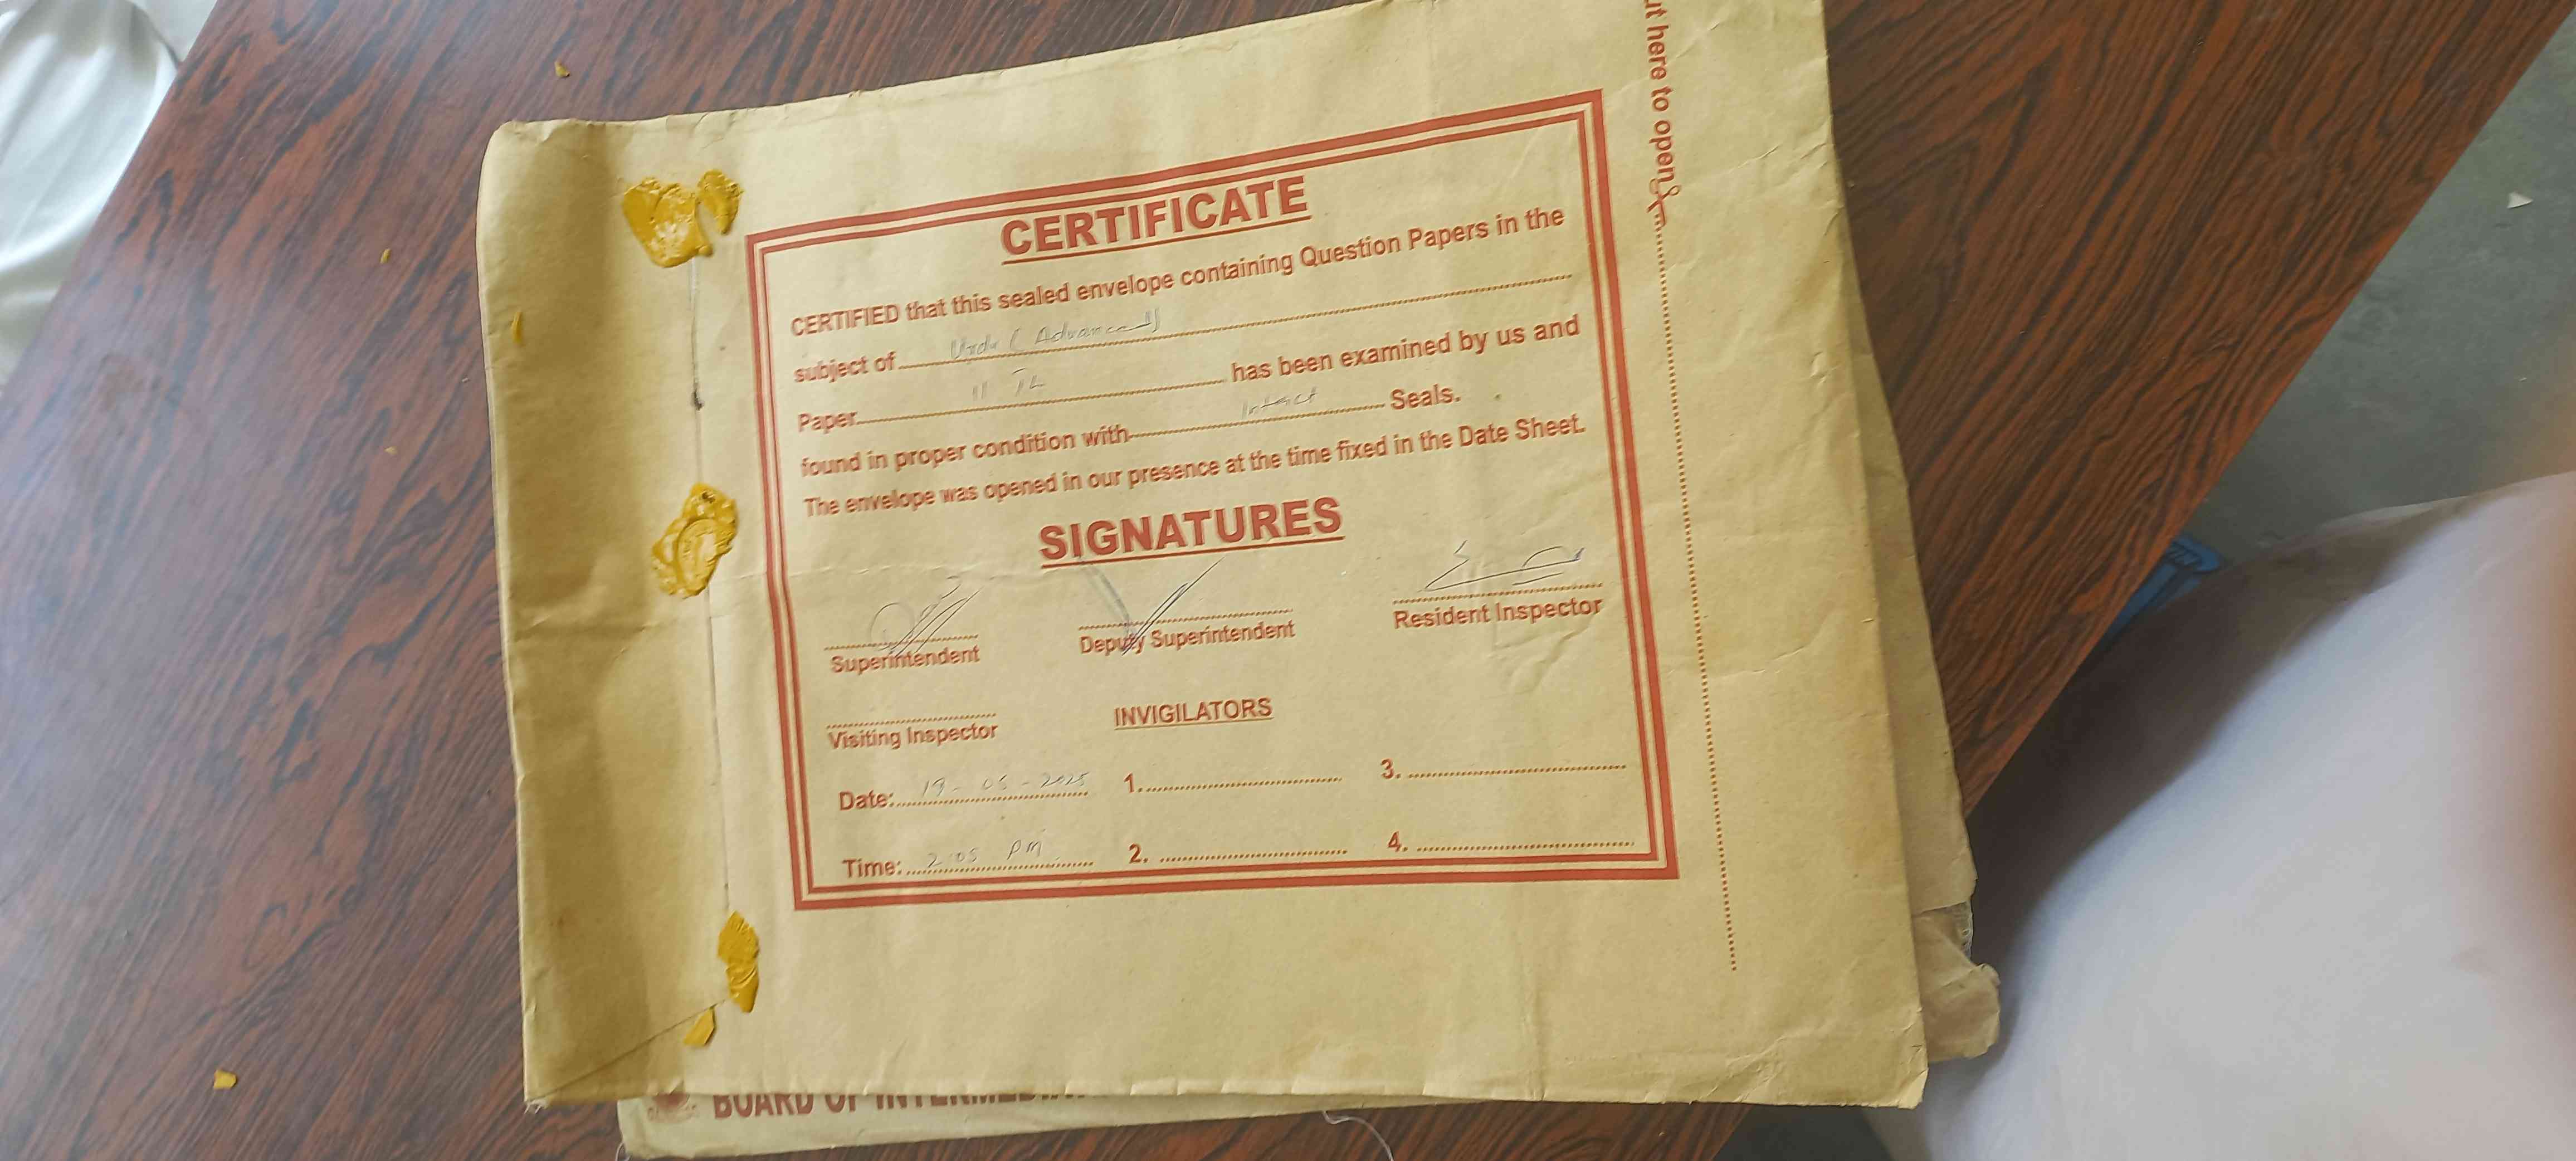 ut here to open
CERTIFICATE
CERTIFIED that this sealed envelope containing Question Papers in the
subject of Urdu (Advanced)
Paper 11 has been examined by us and
found in proper condition with Intact Seals.
The envelope was opened in our presence at the time fixed in the Date Sheet.
SIGNATURES
Superintendent Deputy Superintendent Resident Inspector
Visiting Inspector INVIGILATORS
Date: 19-05-2025 1. 3.
Time: 2:05 PM 2. 4.
BOARD OF INTERMEDIA